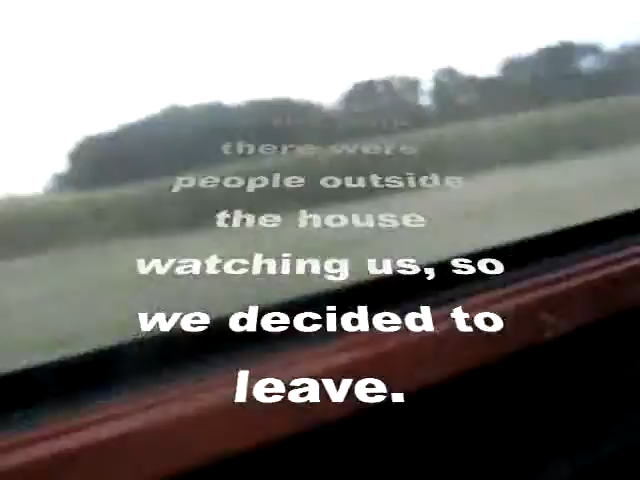 there were
people outside
the house
watching us, so
we decided to
leave.